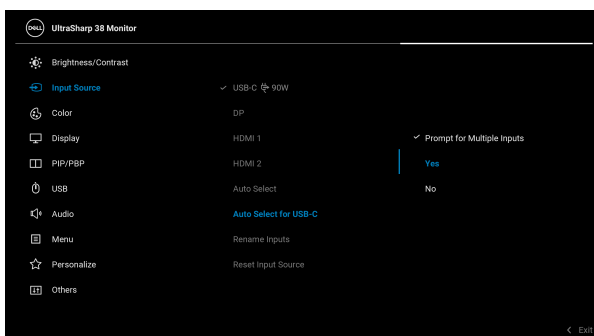 DELL UltraSharp 38 Monitor
Brightness/Contrast
Input Source
Color
Display
PIP/PBP
USB
Audio
Menu
Personalize
Others
USB-C 90W
DP
HDMI 1
HDMI 2
Auto Select
Auto Select for USB-C
Rename Inputs
Reset Input Source
Prompt for Multiple Inputs
Yes
No
Exit